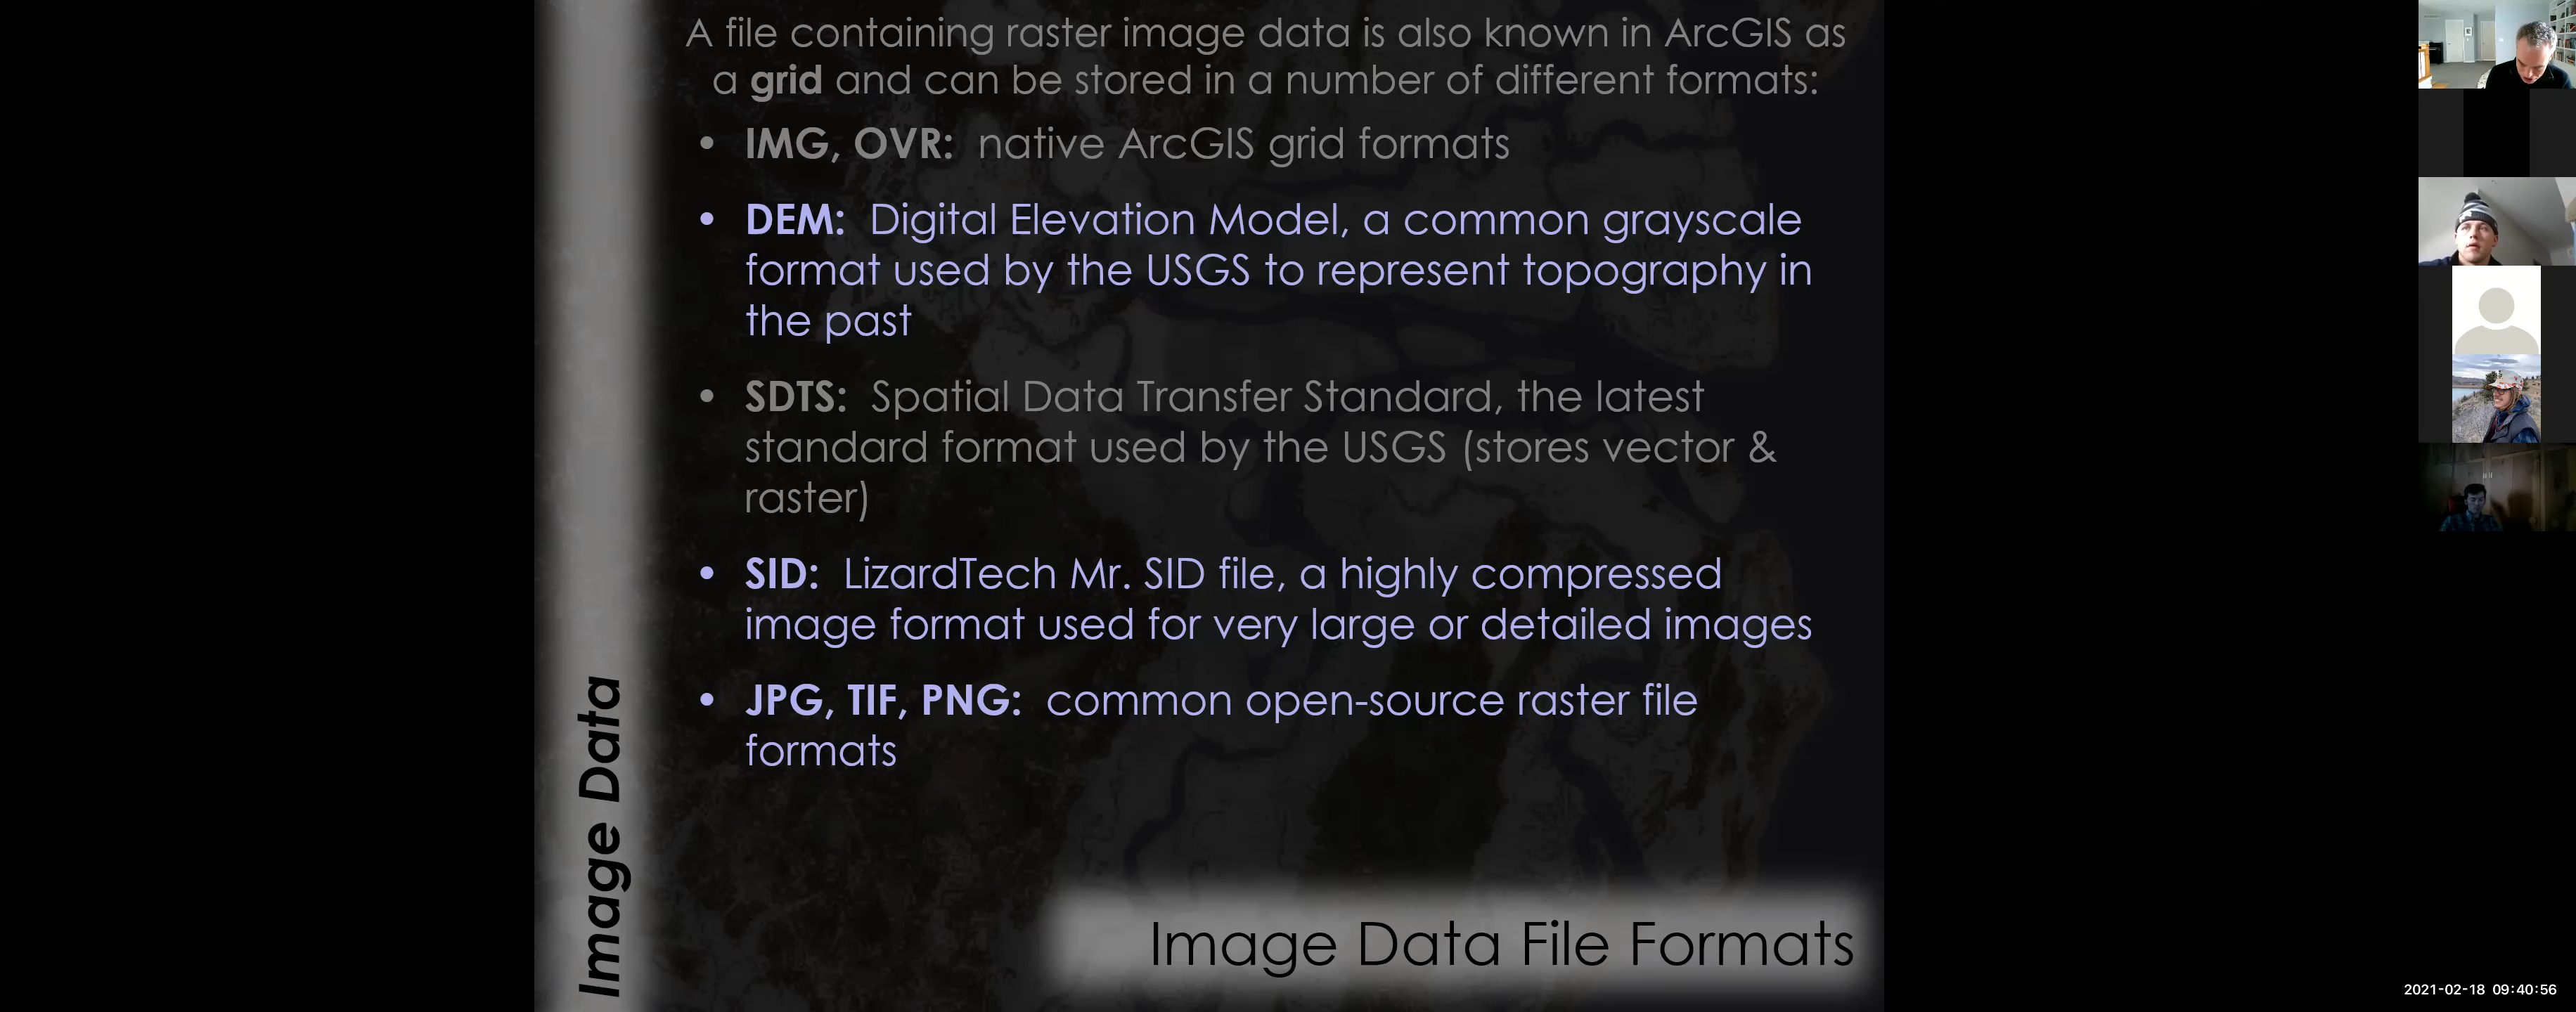 A file containing raster image data is also known in ArcGIS as
a grid and can be stored in a number of different formats:
• IMG, OVR: native ArcGIS grid formats
• DEM: Digital Elevation Model, a common grayscale
format used by the USGS to represent topography in
the past
• SDTS: Spatial Data Transfer Standard, the latest
standard format used by the USGS (stores vector &
raster)
• SID: LizardTech Mr. SID file, a highly compressed
image format used for very large or detailed images
• JPG, TIF, PNG: common open-source raster file
formats
Image Data
Image Data File Formats
2021-02-18 09:40:56